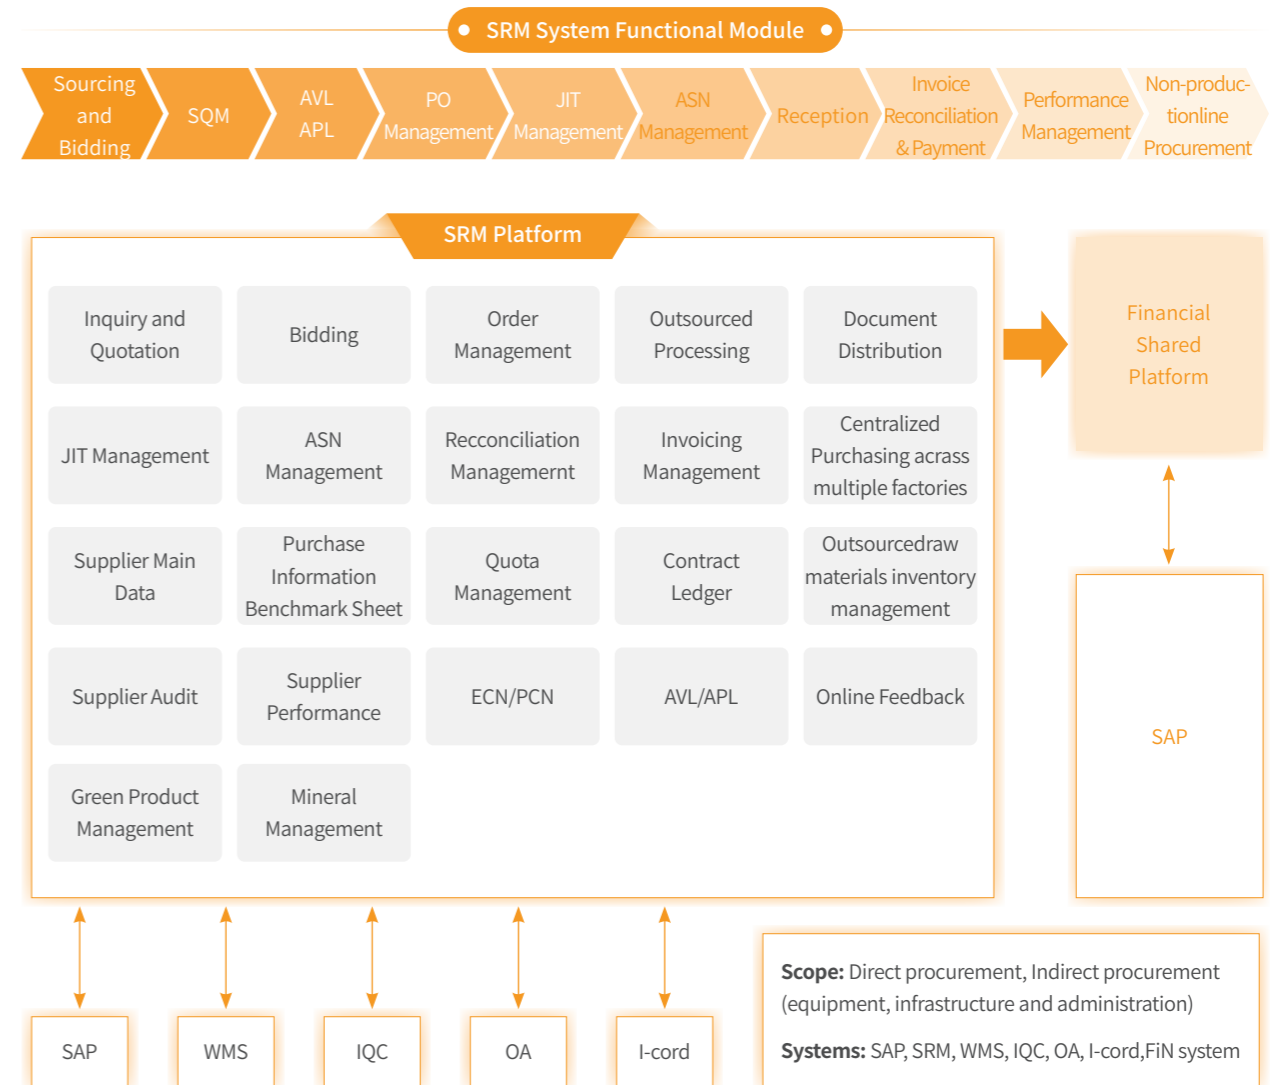 SRM System Functional Module
Sourcing
and
Bidding
SQM
AVL
APL
PO
Management
JIT
Management
ASN
Management
Reception
Invoice
Reconciliation
& Payment
Performance
Management
Non-produc-
tionline
Procurement
SRM Platform
Inquiry and
Quotation
Bidding
Order
Management
Outsourced
Processing
Document
Distribution
JIT Management
ASN
Management
Recconciliation
Managemernt
Invoicing
Management
Centralized
Purchasing acrass
multiple factories
Supplier Main
Data
Purchase
Information
Benchmark Sheet
Quota
Management
Contract
Ledger
Outsourcedraw
materials inventory
management
Supplier Audit
Supplier
Performance
ECN/PCN
AVL/APL
Online Feedback
Green Product
Management
Mineral
Management
Financial
Shared
Platform
SAP
SAP
WMS
IQC
OA
I-cord
Scope: Direct procurement, Indirect procurement
(equipment, infrastructure and administration)
Systems: SAP, SRM, WMS, IQC, OA, I-cord,FiN system